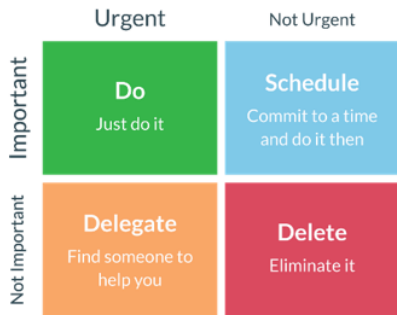 Urgent
Not Urgent
Important
Do
Just do it
Schedule
Commit to a time
and do it then
Not Important
Delegate
Find someone to
help you
Delete
Eliminate it